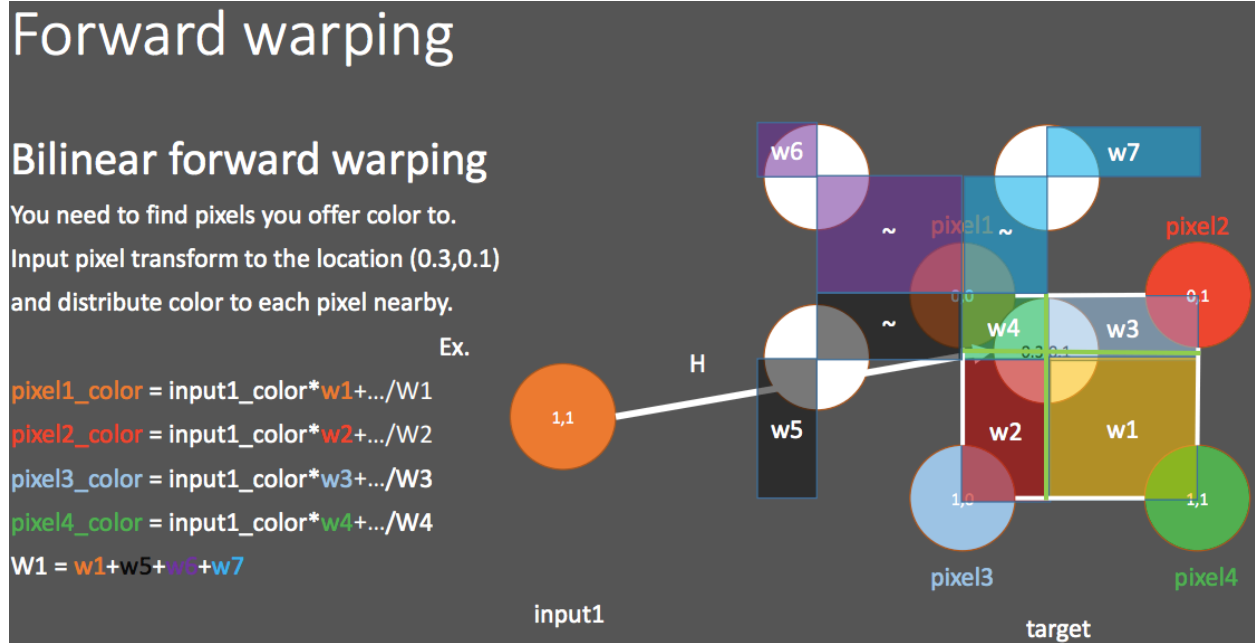 Forward warping
Bilinear forward warping
You need to find pixels you offer color to.
Input pixel transform to the location (0.3,0.1)
and distribute color to each pixel nearby.
Ex.
pixel1_color = input1_color*w1+.../W1
pixel2_color = input1_color*w2+.../W2
pixel3_color = input1_color*w3+.../W3
pixel4_color = input1_color*w4+.../W4
W1 = w1+w5+w6+w7
input1
1,1
H
w6
w7
~
~
pixel1
pixel2
0,0
0,1
~
w4
w3
0.3,0.1
w5
w2
w1
1,0
1,1
pixel3
pixel4
target